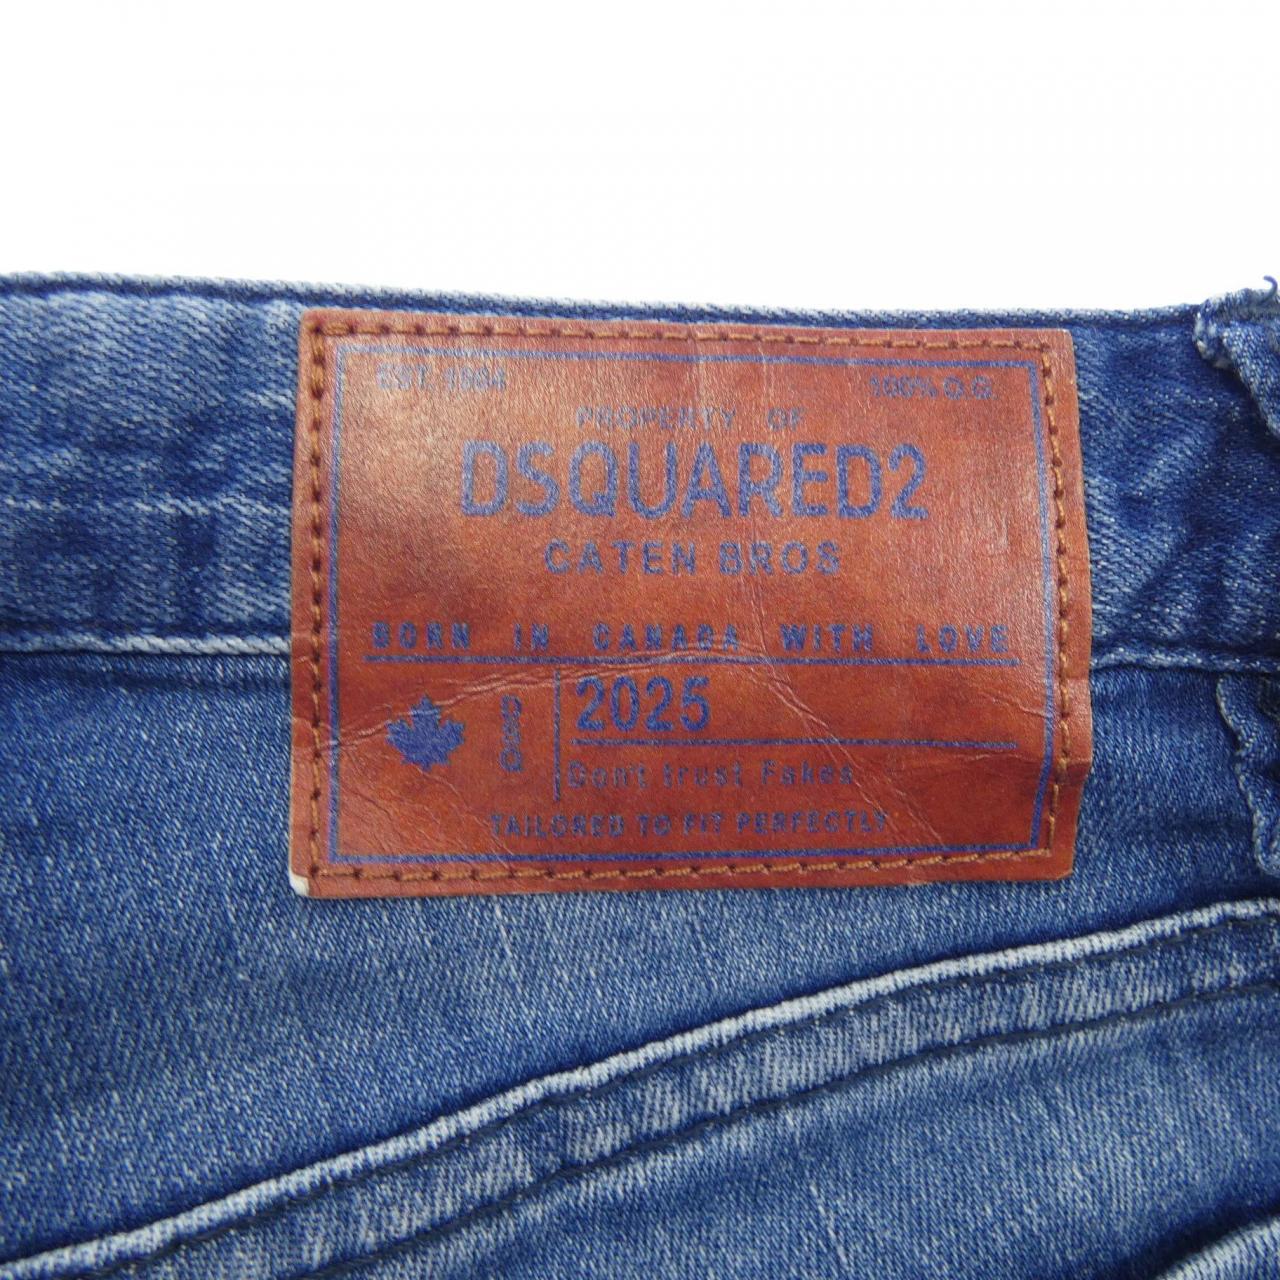 EST. 1964
100% D.Q.
PROPERTY OF
DSQUARED2
CATEN BROS
BORN IN CANADA WITH LOVE
DSQ
2025
Don't trust Fakes
TAILORED TO FIT PERFECTLY